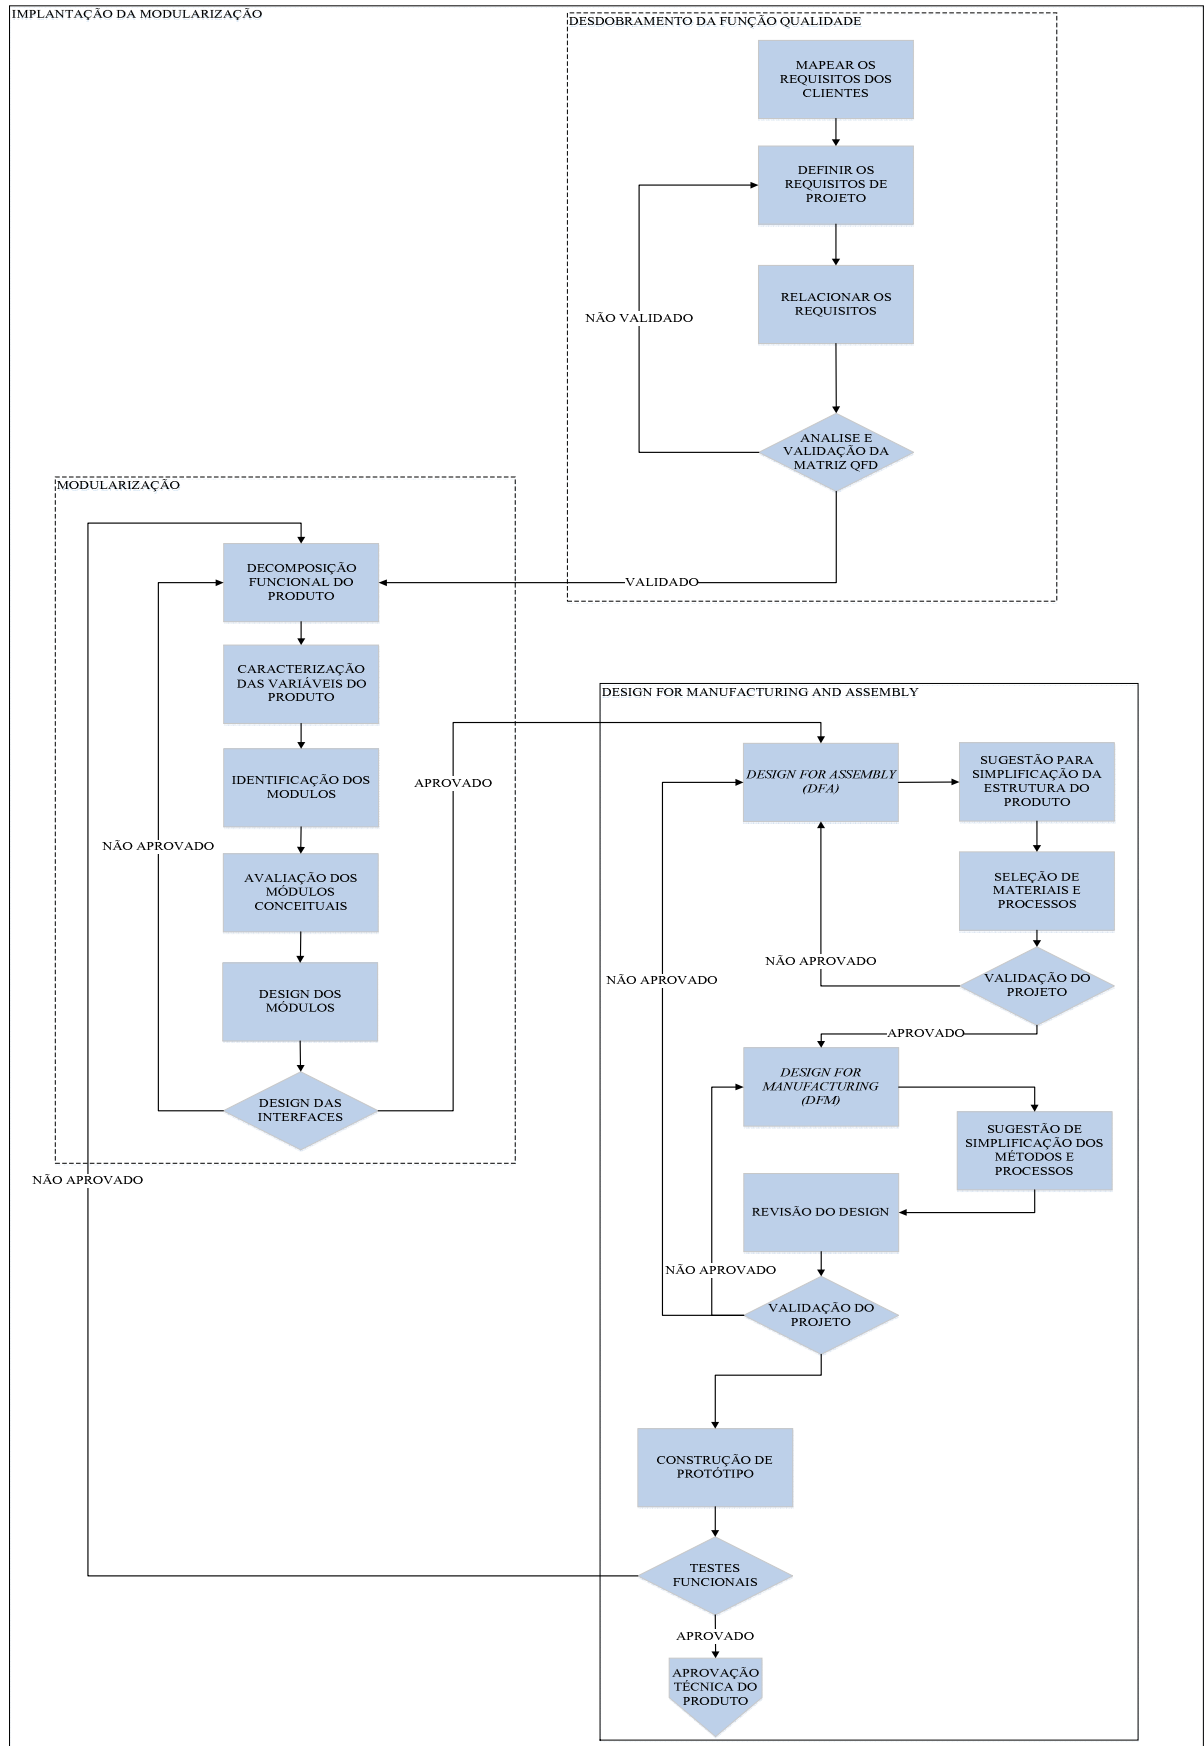 IMPLANTAÇÃO DA MODULARIZAÇÃO
DESDOBRAMENTO DA FUNÇÃO QUALIDADE
MAPEAR OS
REQUISITOS DOS
CLIENTES
DEFINIR OS
REQUISITOS DE
PROJETO
RELACIONAR OS
REQUISITOS
NÃO VALIDADO
ANALISE E
VALIDAÇÃO DA
MATRIZ QFD
VALIDADO
MODULARIZAÇÃO
DECOMPOSIÇÃO
FUNCIONAL DO
PRODUTO
CARACTERIZAÇÃO
DAS VARIÁVEIS DO
PRODUTO
IDENTIFICAÇÃO DOS
MODULOS
NÃO APROVADO
AVALIAÇÃO DOS
MÓDULOS
CONCEITUAIS
DESIGN DOS
MÓDULOS
DESIGN DAS
INTERFACES
APROVADO
NÃO APROVADO
DESIGN FOR MANUFACTURING AND ASSEMBLY
DESIGN FOR ASSEMBLY
(DFA)
SUGESTÃO PARA
SIMPLIFICAÇÃO DA
ESTRUTURA DO
PRODUTO
SELEÇÃO DE
MATERIAIS E
PROCESSOS
NÃO APROVADO
VALIDAÇÃO DO
PROJETO
NÃO APROVADO
APROVADO
DESIGN FOR
MANUFACTURING
(DFM)
SUGESTÃO DE
SIMPLIFICAÇÃO DOS
MÉTODOS E
PROCESSOS
REVISÃO DO DESIGN
NÃO APROVADO
VALIDAÇÃO DO
PROJETO
CONSTRUÇÃO DE
PROTÓTIPO
TESTES
FUNCIONAIS
APROVADO
APROVAÇÃO
TÉCNICA DO
PRODUTO